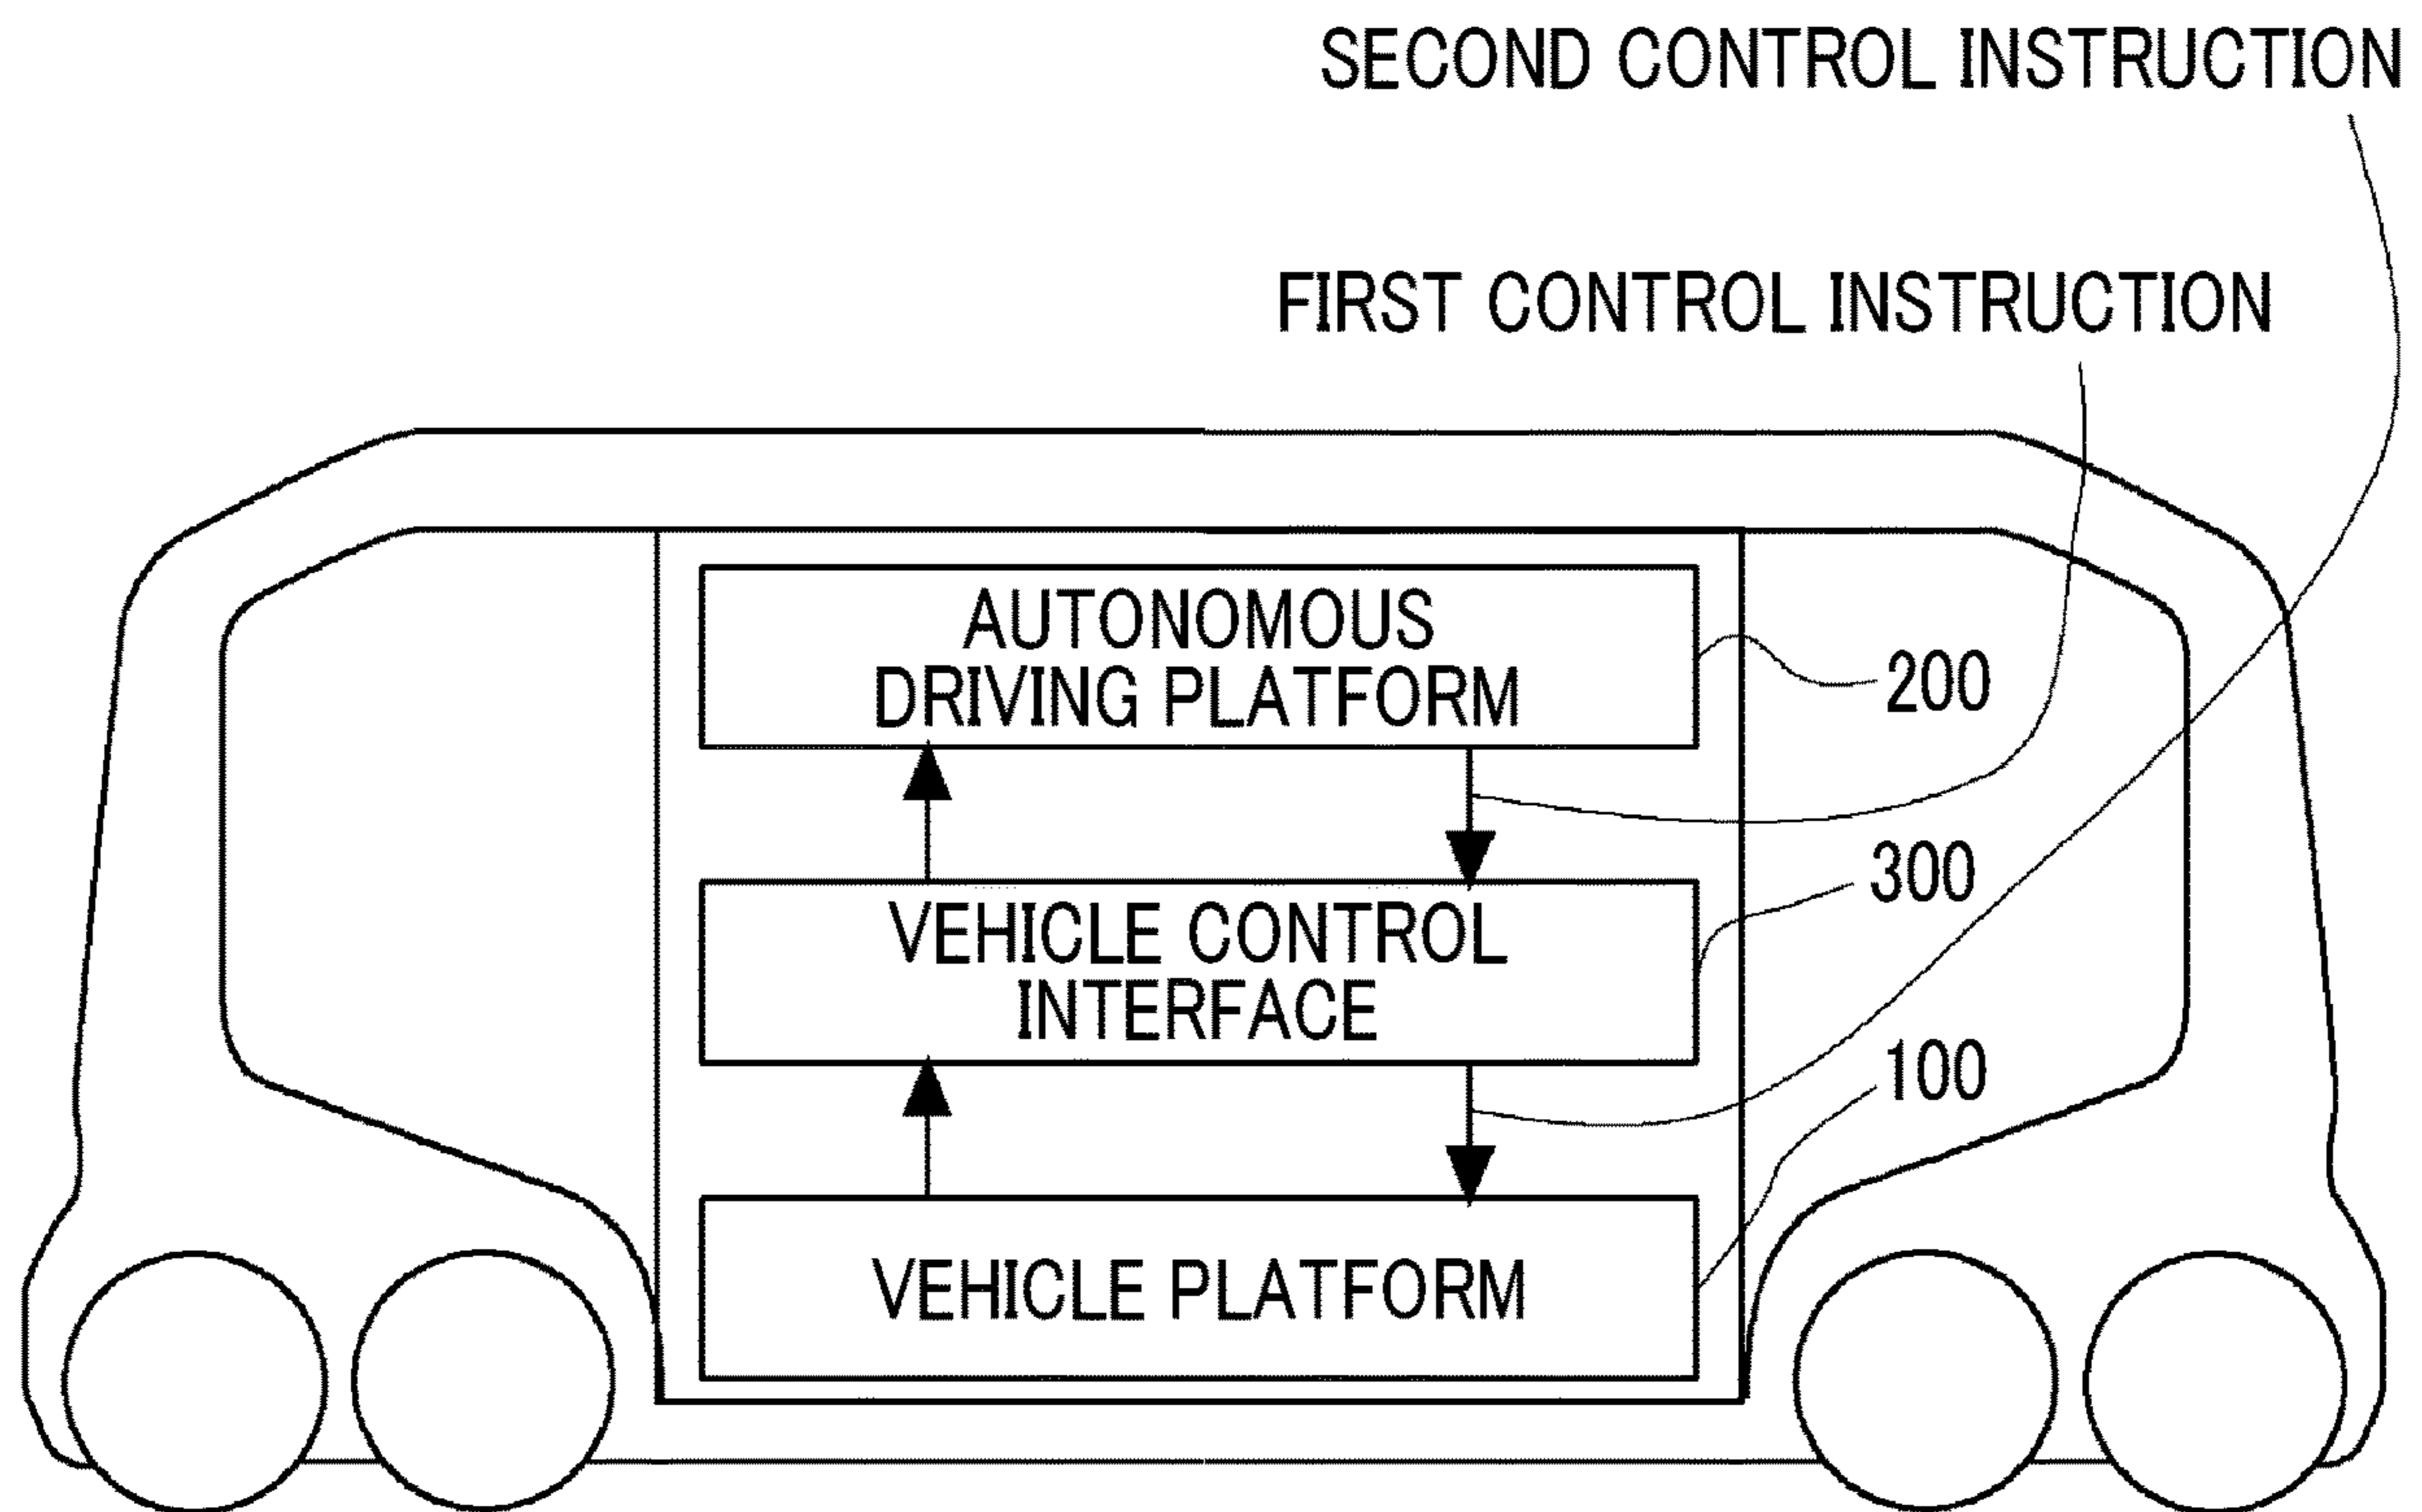 SECOND CONTROL INSTRUCTION
FIRST CONTROL INSTRUCTION
AUTONOMOUS
DRIVING PLATFORM
200
VEHICLE CONTROL
INTERFACE
300
100
VEHICLE PLATFORM